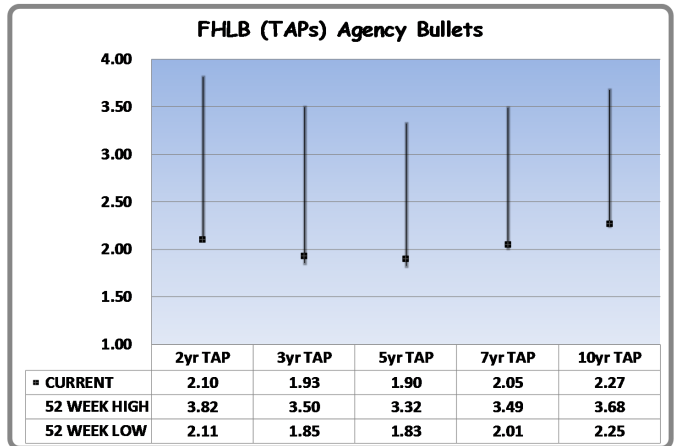 FHLB (TAPs) Agency Bullets
4.00
3.50
3.00
2.50
2.00
1.50
1.00
2yr TAP 3yr TAP 5yr TAP 7yr TAP 10yr TAP
CURRENT 2.10 1.93 1.90 2.05 2.27
52 WEEK HIGH 3.82 3.50 3.32 3.49 3.68
52 WEEK LOW 2.11 1.85 1.83 2.01 2.25